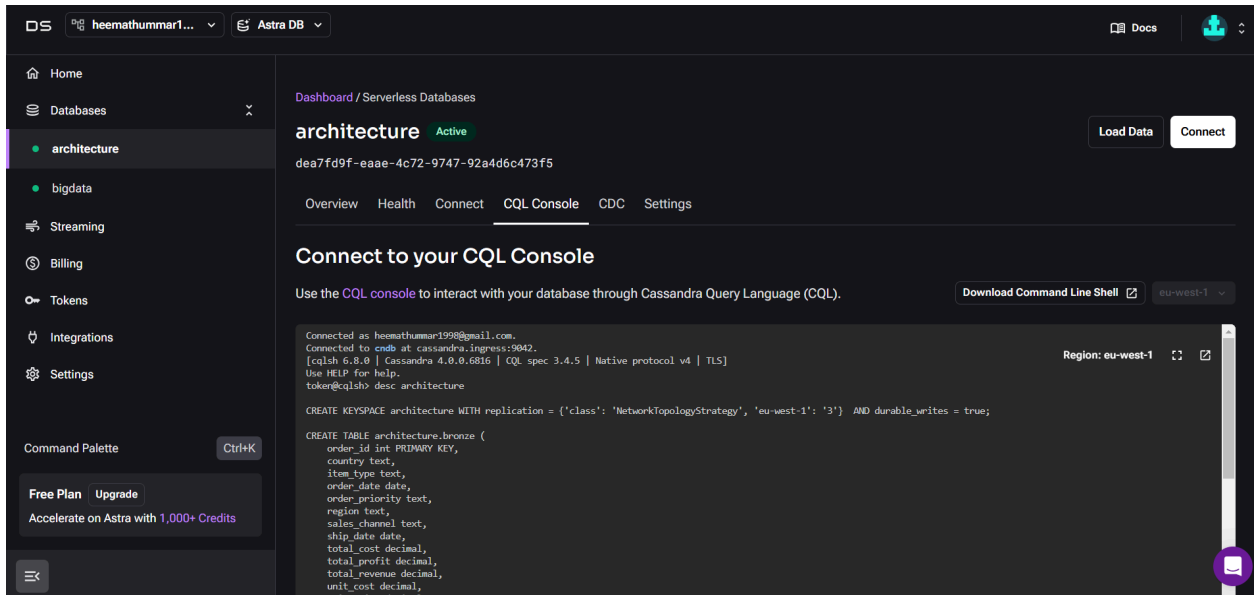 DS heemathummar1... Astra DB Docs
Home
Databases
architecture
bigdata
Streaming
Billing
Tokens
Integrations
Settings
Command Palette Ctrl+K
Free Plan Upgrade
Accelerate on Astra with 1,000+ Credits
Dashboard / Serverless Databases
architecture Active
Load Data Connect
dea7fd9f-eaae-4c72-9747-92a4d6c473f5
Overview Health Connect CQL Console CDC Settings
Connect to your CQL Console
Use the CQL console to interact with your database through Cassandra Query Language (CQL).
Download Command Line Shell eu-west-1
Region: eu-west-1
Connected as heemathummar1998@gmail.com.
Connected to cndb at cassandra.ingress:9042.
[cqlsh 6.8.0 | Cassandra 4.0.0.6816 | CQL spec 3.4.5 | Native protocol v4 | TLS]
Use HELP for help.
token@cqlsh> desc architecture
CREATE KEYSPACE architecture WITH replication = {'class': 'NetworkTopologyStrategy', 'eu-west-1': '3'}  AND durable_writes = true;
CREATE TABLE architecture.bronze (
order_id int PRIMARY KEY,
country text,
item_type text,
order_date date,
order_priority text,
region text,
sales_channel text,
ship_date date,
total_cost decimal,
total_profit decimal,
total_revenue decimal,
unit_cost decimal,